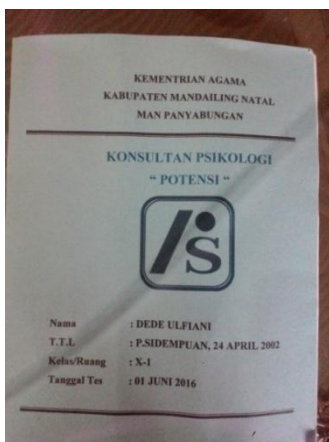 KEMENTRIAN AGAMA
KABUPATEN MANDAILING NATAL
MAN PANYABUNGAN
KONSULTAN PSIKOLOGI
“ POTENSI “
Nama : DEDE ULFIANI
T.T.L : P.SIDEMPUAN, 24 APRIL 2002
Kelas/Ruang : X-1
Tanggal Tes : 01 JUNI 2016